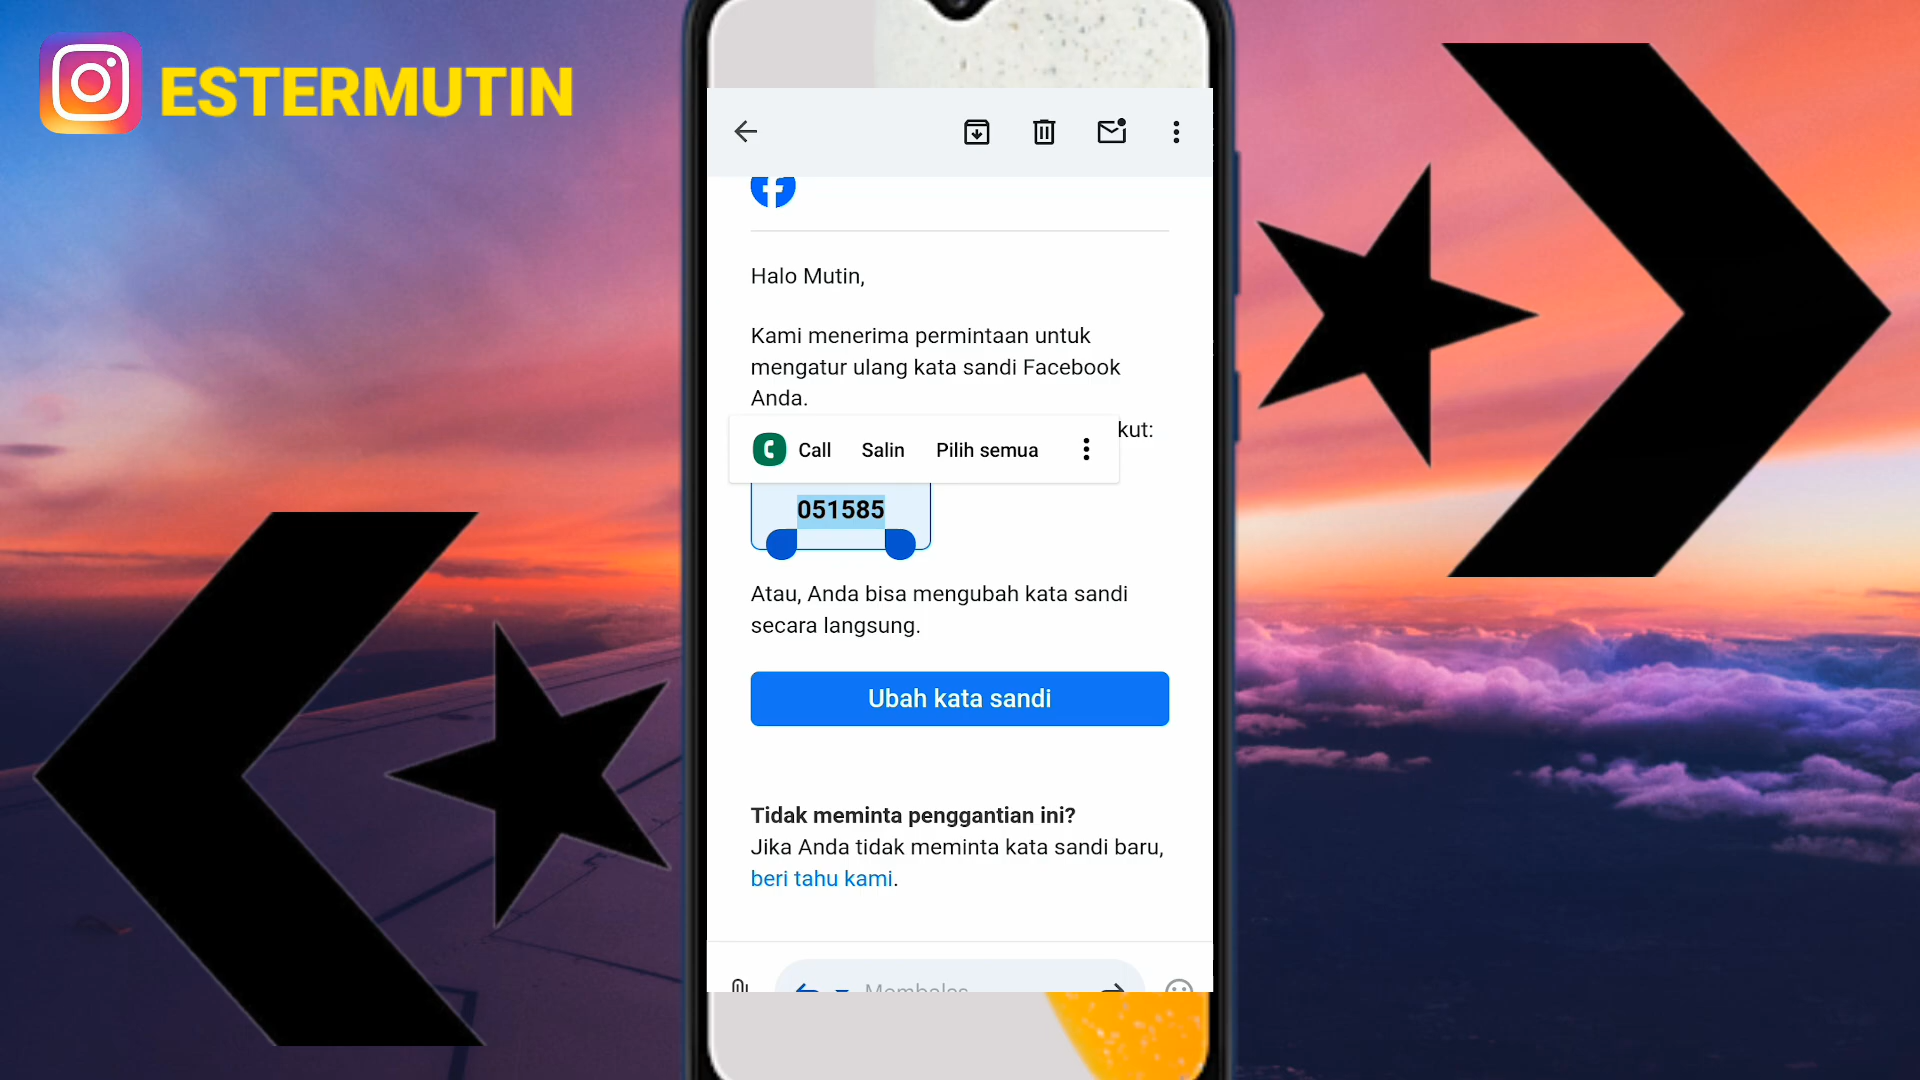 ESTERMUTIN
Halo Mutin,
Kami menerima permintaan untuk
mengatur ulang kata sandi Facebook
Anda.
kut:
Call Salin Pilih semua
051585
Atau, Anda bisa mengubah kata sandi
secara langsung.
Ubah kata sandi
Tidak meminta penggantian ini?
Jika Anda tidak meminta kata sandi baru,
beri tahu kami.
Membalas